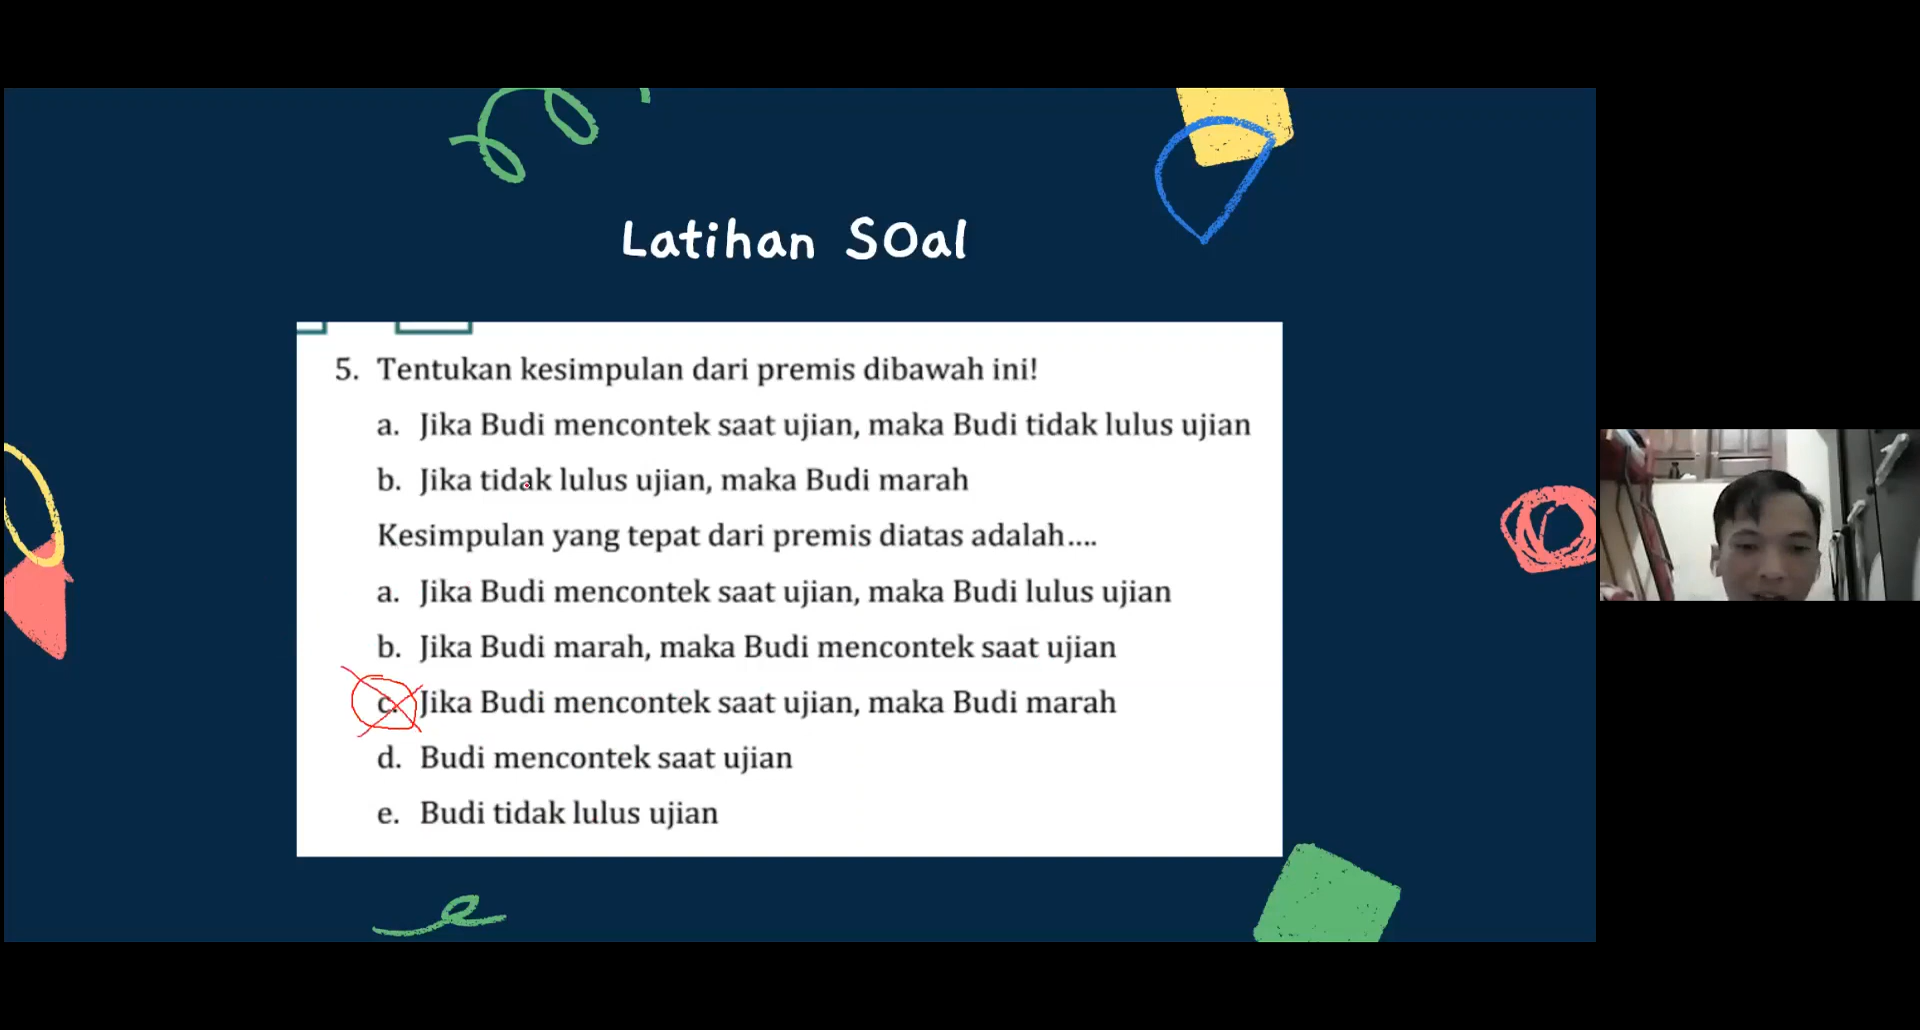 Latihan SOal
5. Tentukan kesimpulan dari premis dibawah ini!
a. Jika Budi mencontek saat ujian, maka Budi tidak lulus ujian
b. Jika tidak lulus ujian, maka Budi marah
Kesimpulan yang tepat dari premis diatas adalah....
a. Jika Budi mencontek saat ujian, maka Budi lulus ujian
b. Jika Budi marah, maka Budi mencontek saat ujian
c. Jika Budi mencontek saat ujian, maka Budi marah
d. Budi mencontek saat ujian
e. Budi tidak lulus ujian